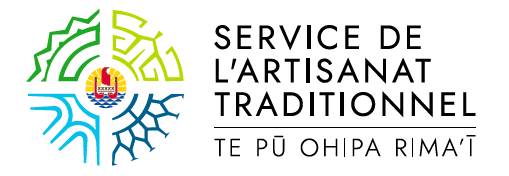 SERVICE DE
L'ARTISANAT
TRADITIONNEL
TE PŪ OHIPA RIMA'Ī